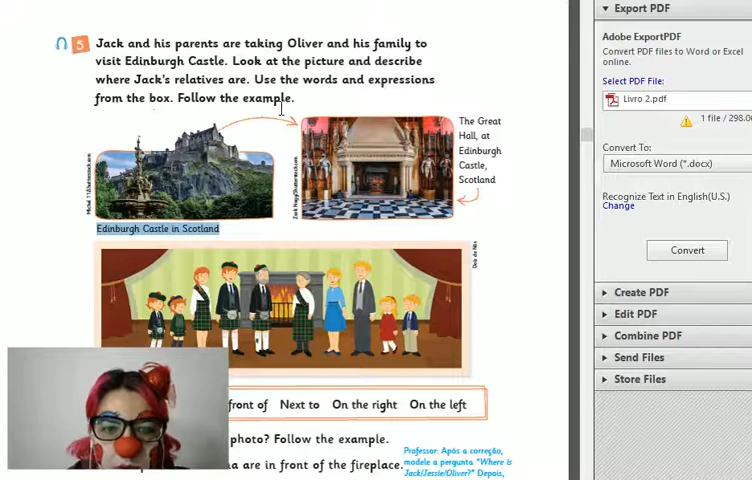 5 Jack and his parents are taking Oliver and his family to
visit Edinburgh Castle. Look at the picture and describe
where Jack's relatives are. Use the words and expressions
from the box. Follow the example.
The Great
Hall, at
Edinburgh
Castle,
Scotland
Edinburgh Castle in Scotland
front of Next to On the right On the left
photo? Follow the example.
are in front of the fireplace.
Professor: Após a correção,
modele a pergunta "Where is
Jack/Jessie/Oliver?" Depois,
Export PDF
Adobe ExportPDF
Convert PDF files to Word or Excel
online.
Select PDF File:
Livro 2.pdf
1 file / 298.0
Convert To:
Microsoft Word (*.docx)
Recognize Text in English(U.S.)
Change
Convert
Create PDF
Edit PDF
Combine PDF
Send Files
Store Files